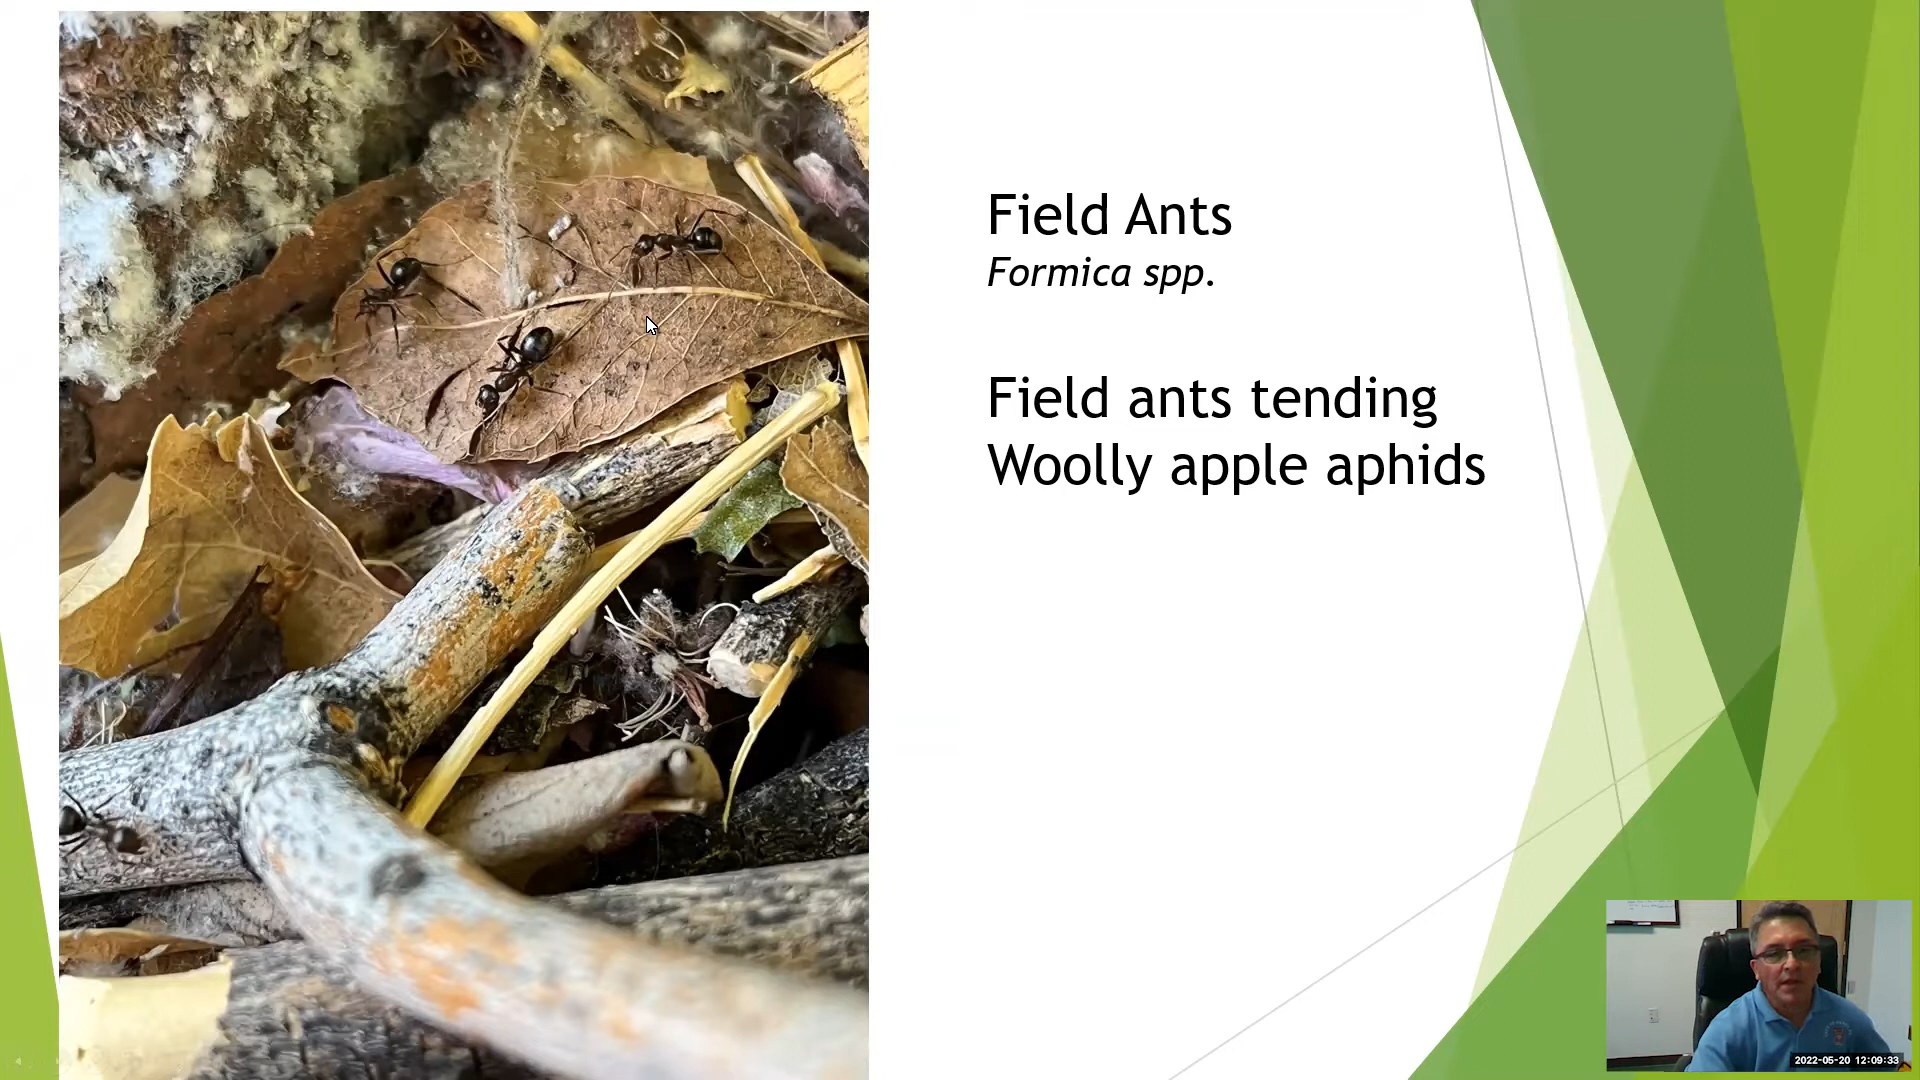 Field Ants
Formica spp.
Field ants tending
Woolly apple aphids
2022-05-20 12:09:33